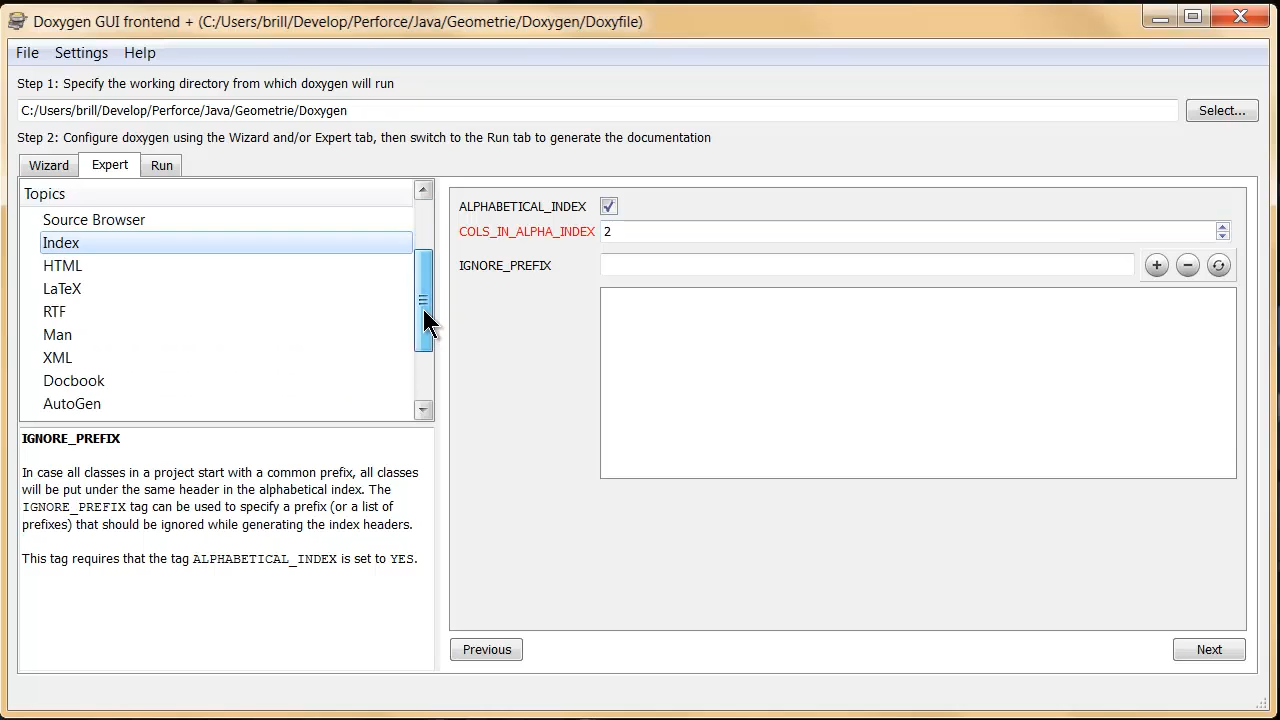 Doxygen GUI frontend + (C:/Users/brill/Develop/Perforce/Java/Geometrie/Doxygen/Doxyfile)
File Settings Help
Step 1: Specify the working directory from which doxygen will run
C:/Users/brill/Develop/Perforce/Java/Geometrie/Doxygen Select...
Step 2: Configure doxygen using the Wizard and/or Expert tab, then switch to the Run tab to generate the documentation
Wizard Expert Run
Topics
Source Browser
Index
HTML
LaTeX
RTF
Man
XML
Docbook
AutoGen
IGNORE_PREFIX
In case all classes in a project start with a common prefix, all classes
will be put under the same header in the alphabetical index. The
IGNORE_PREFIX tag can be used to specify a prefix (or a list of
prefixes) that should be ignored while generating the index headers.
This tag requires that the tag ALPHABETICAL_INDEX is set to YES.
ALPHABETICAL_INDEX
COLS_IN_ALPHA_INDEX 2
IGNORE_PREFIX
Previous Next